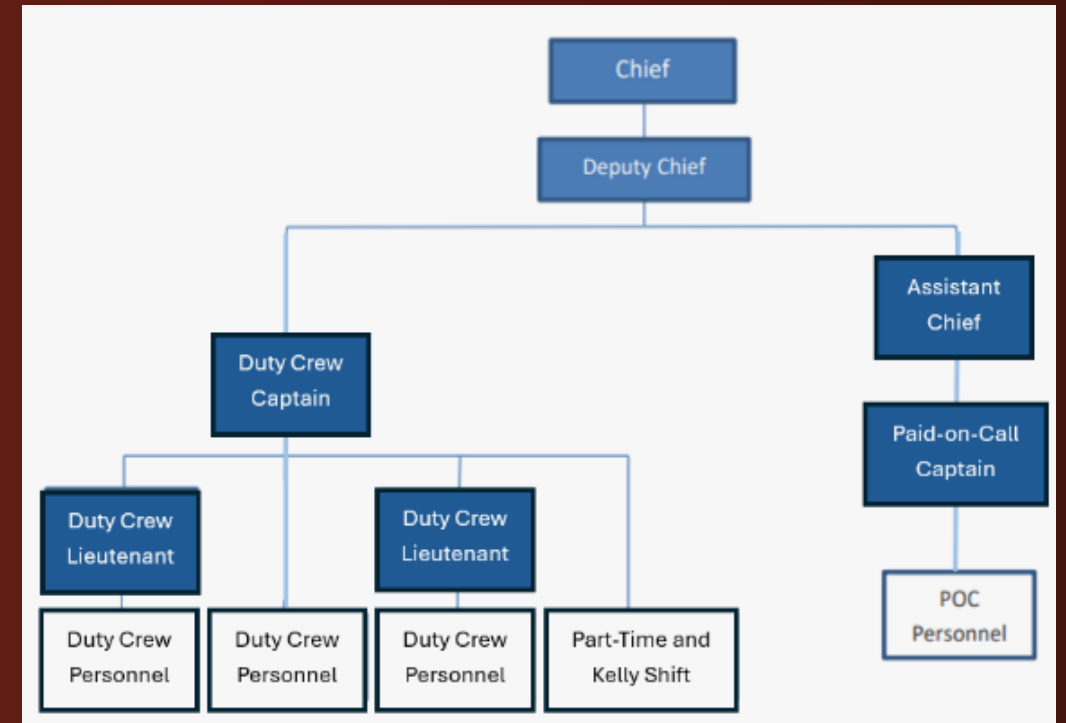 Chief
Deputy Chief
Assistant
Chief
Duty Crew
Captain
Paid-on-Call
Captain
Duty Crew
Lieutenant
Duty Crew
Lieutenant
Duty Crew
Personnel
Duty Crew
Personnel
Duty Crew
Personnel
Part-Time and
Kelly Shift
POC
Personnel